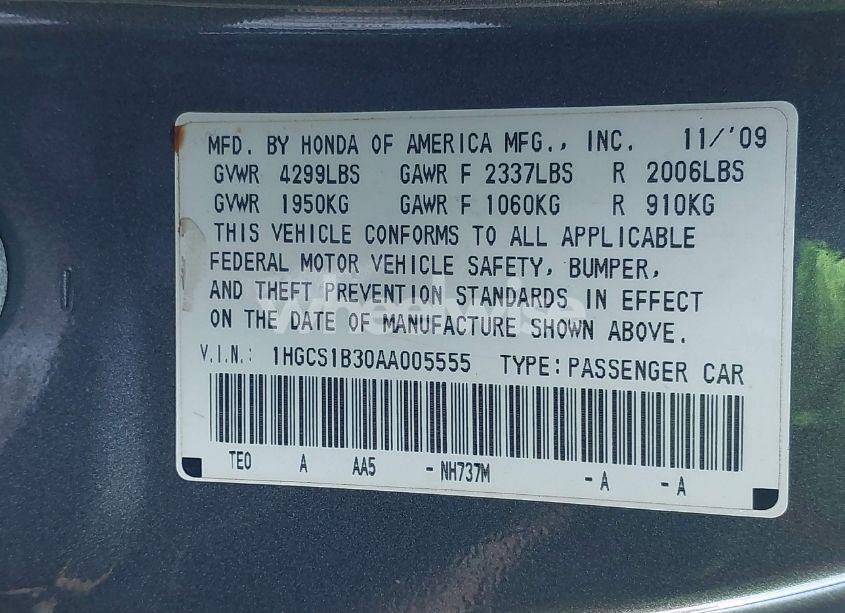 MFD. BY HONDA OF AMERICA MFG., INC. 11/'09
GVWR 4299LBS GAWR F 2337LBS R 2006LBS
GVWR 1950KG GAWR F 1060KG R 910KG
THIS VEHICLE CONFORMS TO ALL APPLICABLE
FEDERAL MOTOR VEHICLE SAFETY, BUMPER,
AND THEFT PREVENTION STANDARDS IN EFFECT
ON THE DATE OF MANUFACTURE SHOWN ABOVE.
V.I.N.: 1HGCS1B30AA005555 TYPE: PASSENGER CAR
TE0 A AA5 - NH737M - A - A